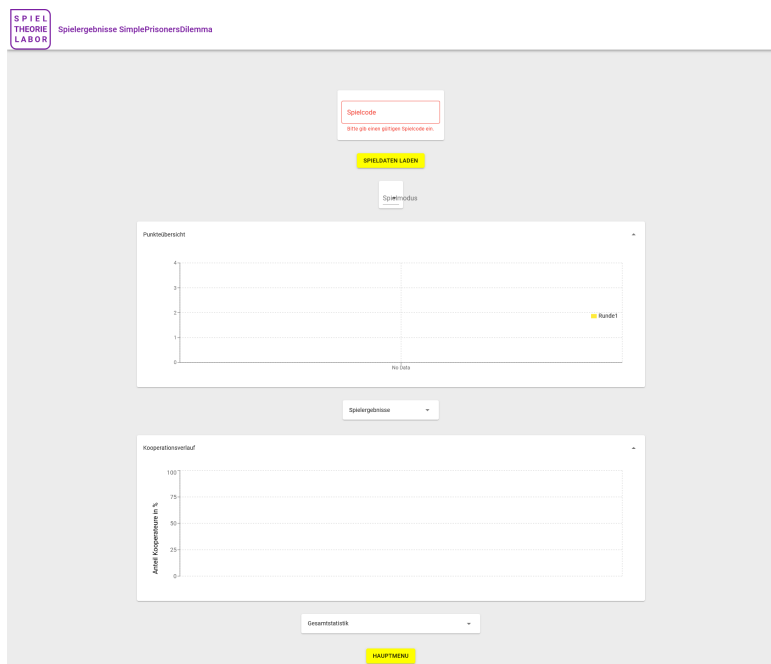 SPIEL
THEORIE
LABOR
Spielergebnisse SimplePrisonersDilemma
Spielcode
Bitte gib einen gültigen Spielcode ein.
SPIELDATEN LADEN
Spielmodus
Punkteübersicht
4
3
2
1
0
No Data
Runde1
Spielergebnisse
Kooperationsverlauf
100
75
50
25
0
Anteil Kooperateure in %
Gesamtstatistik
HAUPTMENU